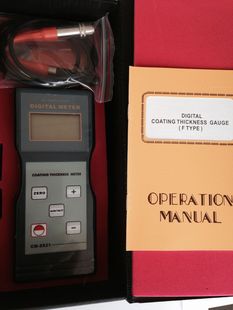 DIGITAL METER
COATING THICKNESS METER
ZERO
+
−
CM-8821
DIGITAL
COATING THICKNESS GAUGE
( F TYPE )
OPERATION
MANUAL